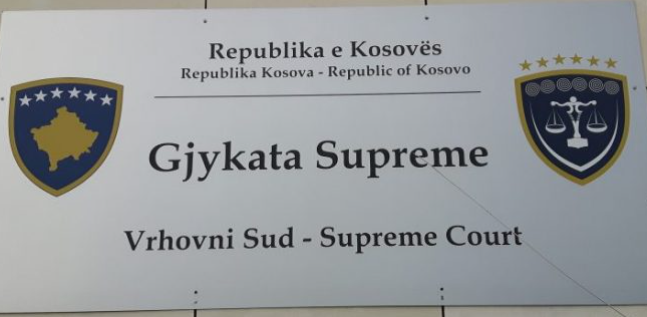 Republika e Kosovës
Republika Kosova - Republic of Kosovo
Gjykata Supreme
Vrhovni Sud - Supreme Court